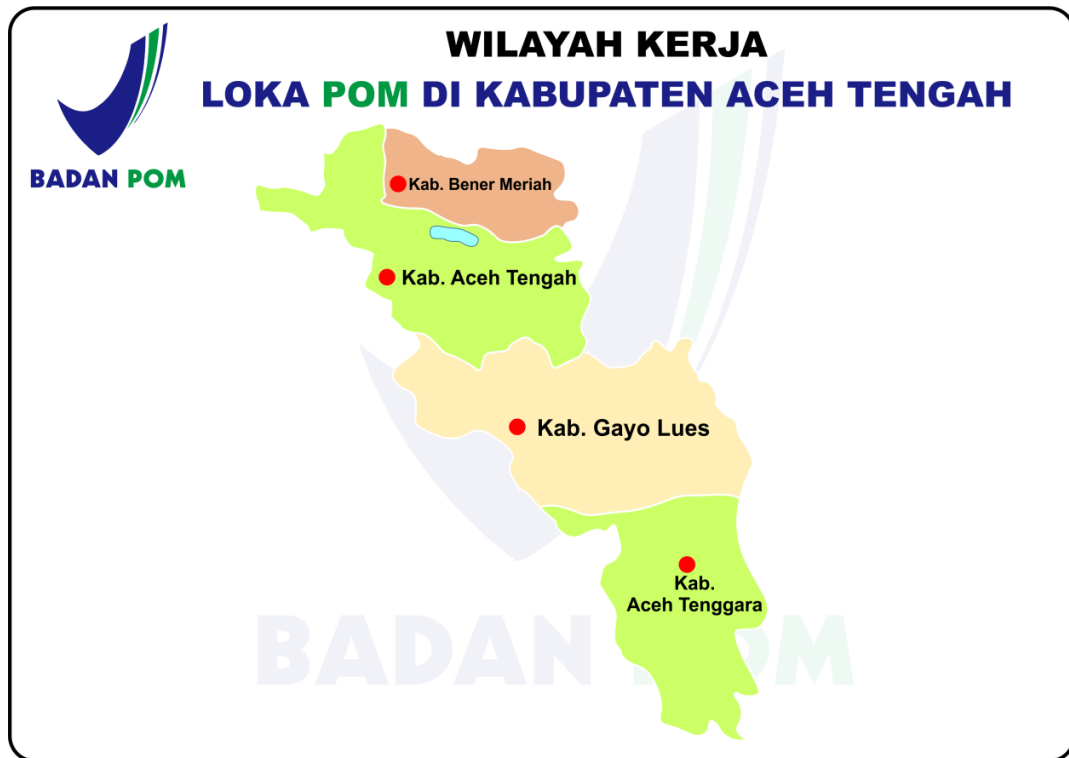 WILAYAH KERJA
LOKA POM DI KABUPATEN ACEH TENGAH
BADAN POM
Kab. Bener Meriah
Kab. Aceh Tengah
Kab. Gayo Lues
Kab.
Aceh Tenggara
BADAN POM